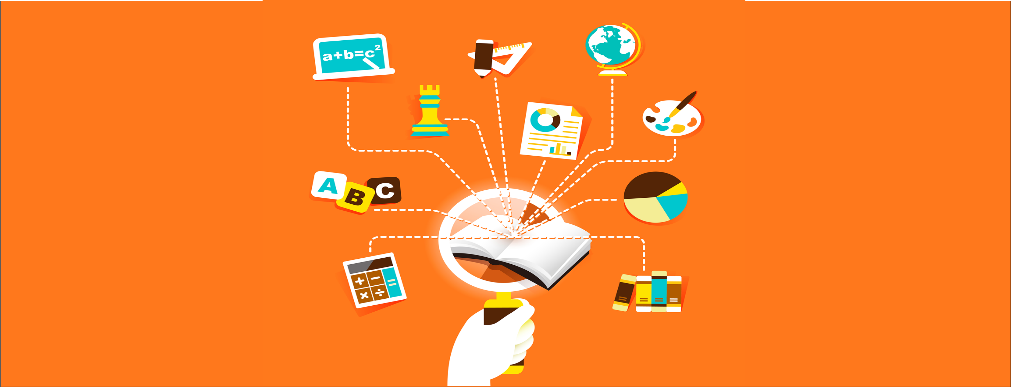 a+b=c²
A B C
+ −
× ÷ =